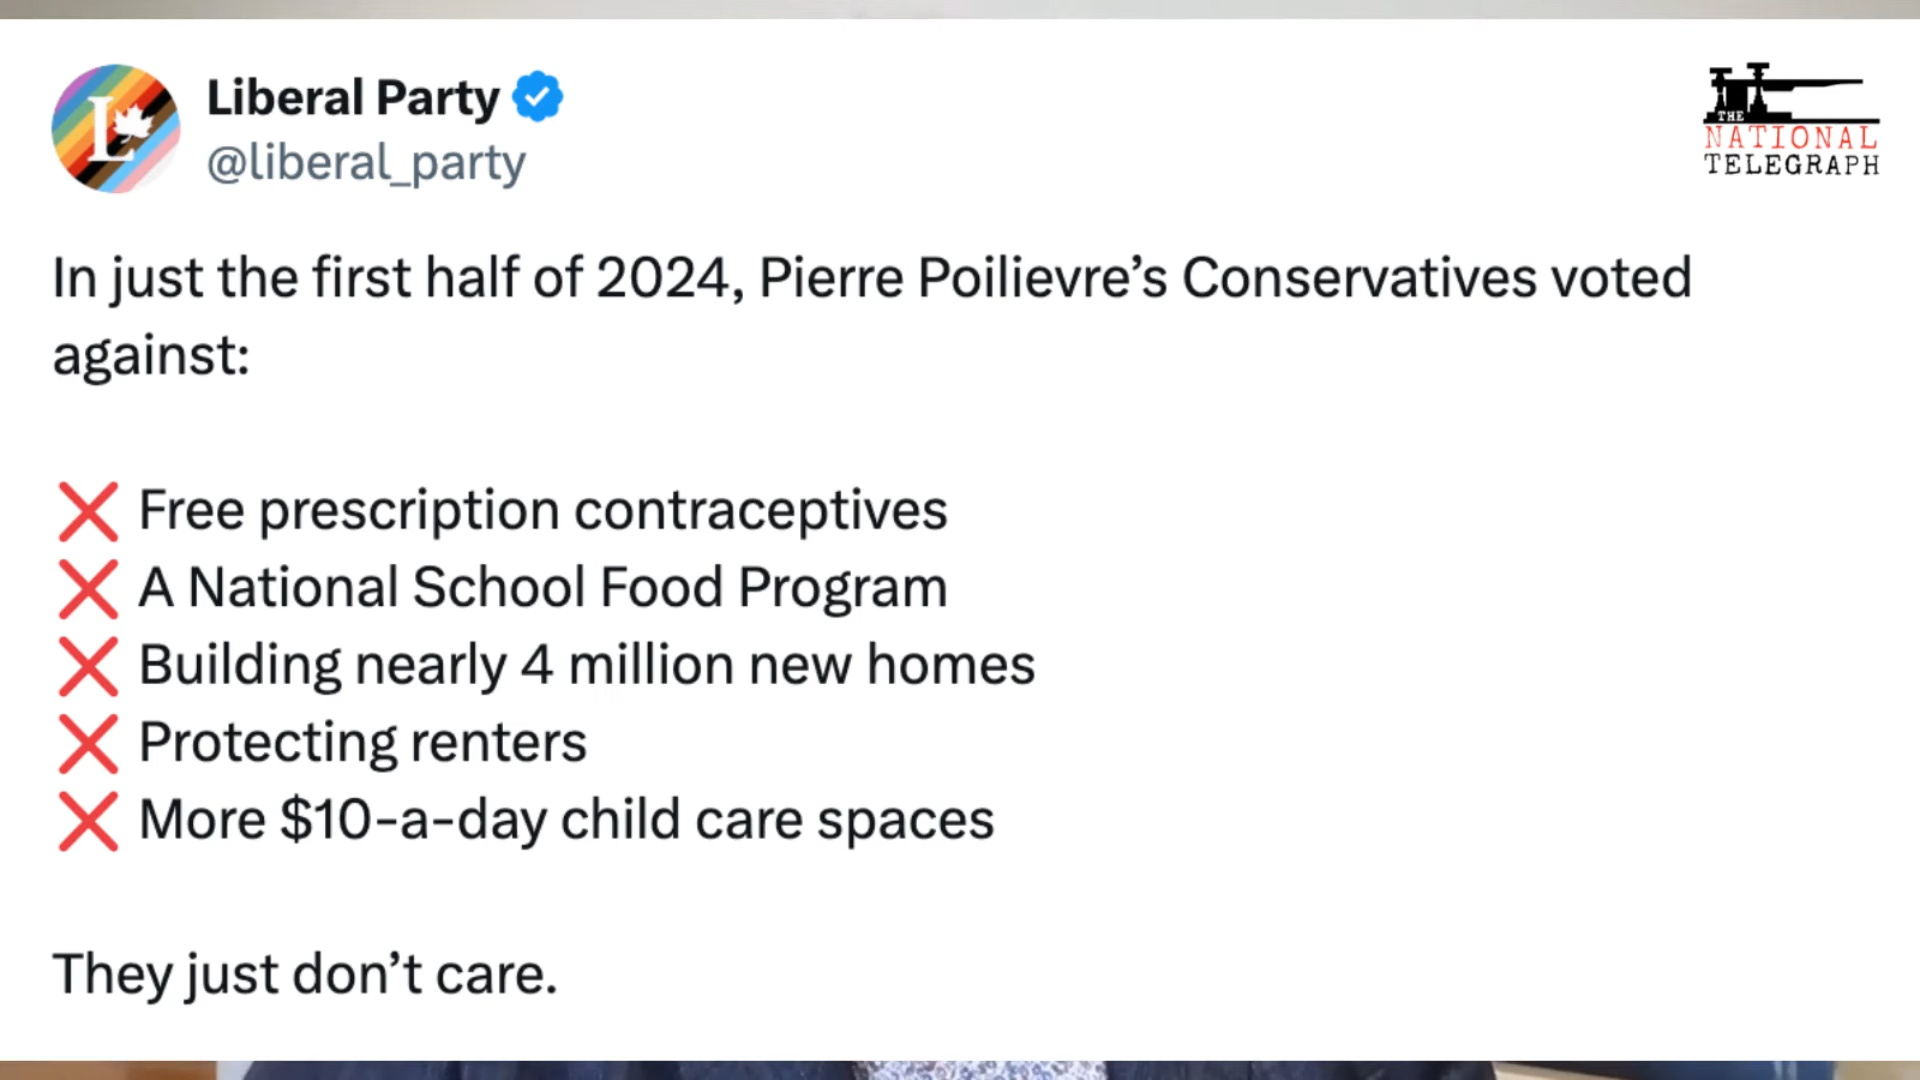 Liberal Party
@liberal_party
THE
NATIONAL
TELEGRAPH
In just the first half of 2024, Pierre Poilievre’s Conservatives voted
against:
❌ Free prescription contraceptives
❌ A National School Food Program
❌ Building nearly 4 million new homes
❌ Protecting renters
❌ More $10-a-day child care spaces
They just don’t care.